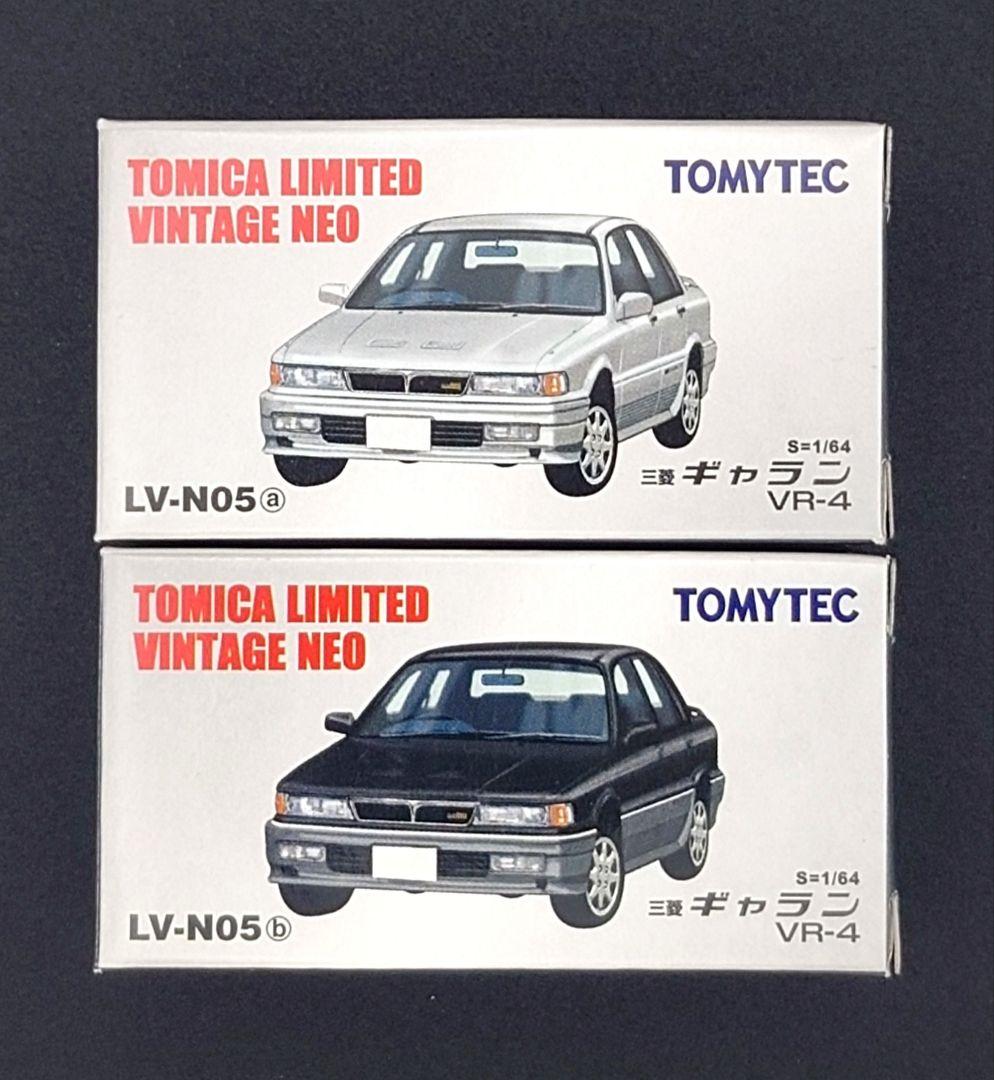 TOMICA LIMITED
VINTAGE NEO
TOMYTEC
S=1/64
三菱 ギャラン
VR-4
LV-N05ⓐ
TOMICA LIMITED
VINTAGE NEO
TOMYTEC
S=1/64
三菱 ギャラン
VR-4
LV-N05ⓑ